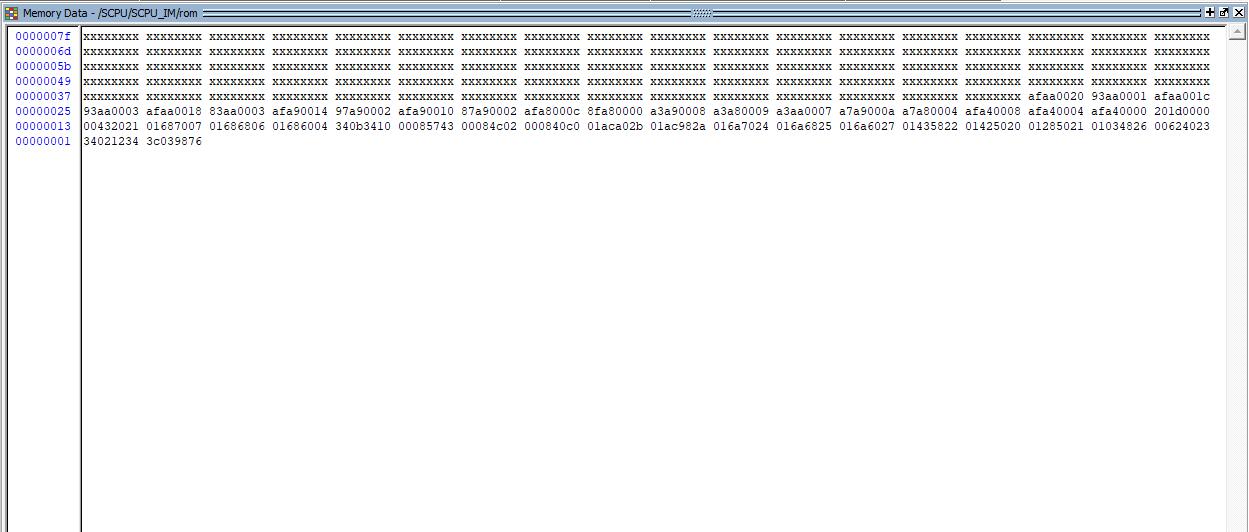 Memory Data - /SCPU/SCPU_IM/rom
0000007f xxxxxxxx xxxxxxxx xxxxxxxx xxxxxxxx xxxxxxxx xxxxxxxx xxxxxxxx xxxxxxxx xxxxxxxx xxxxxxxx xxxxxxxx xxxxxxxx xxxxxxxx xxxxxxxx xxxxxxxx xxxxxxxx xxxxxxxx xxxxxxxx
0000006d xxxxxxxx xxxxxxxx xxxxxxxx xxxxxxxx xxxxxxxx xxxxxxxx xxxxxxxx xxxxxxxx xxxxxxxx xxxxxxxx xxxxxxxx xxxxxxxx xxxxxxxx xxxxxxxx xxxxxxxx xxxxxxxx xxxxxxxx xxxxxxxx
0000005b xxxxxxxx xxxxxxxx xxxxxxxx xxxxxxxx xxxxxxxx xxxxxxxx xxxxxxxx xxxxxxxx xxxxxxxx xxxxxxxx xxxxxxxx xxxxxxxx xxxxxxxx xxxxxxxx xxxxxxxx xxxxxxxx xxxxxxxx xxxxxxxx
00000049 xxxxxxxx xxxxxxxx xxxxxxxx xxxxxxxx xxxxxxxx xxxxxxxx xxxxxxxx xxxxxxxx xxxxxxxx xxxxxxxx xxxxxxxx xxxxxxxx xxxxxxxx xxxxxxxx xxxxxxxx xxxxxxxx xxxxxxxx xxxxxxxx
00000037 xxxxxxxx xxxxxxxx xxxxxxxx xxxxxxxx xxxxxxxx xxxxxxxx xxxxxxxx xxxxxxxx xxxxxxxx xxxxxxxx xxxxxxxx xxxxxxxx xxxxxxxx xxxxxxxx xxxxxxxx afaa0020 93aa0001 afaa001c
00000025 93aa0003 afaa0018 83aa0003 afa90014 97a90002 afa90010 87a90002 afa8000c 8fa80000 a3a90008 a3a80009 a3aa0007 a7a9000a a7a80004 afa40008 afa40004 afa40000 201d0000
00000013 00432021 01687007 01686806 01686004 340b3410 00085743 00084c02 000840c0 01aca02b 01ac982a 016a7024 016a6825 016a6027 01435822 01425020 01285021 01034826 00624023
00000001 34021234 3c039876